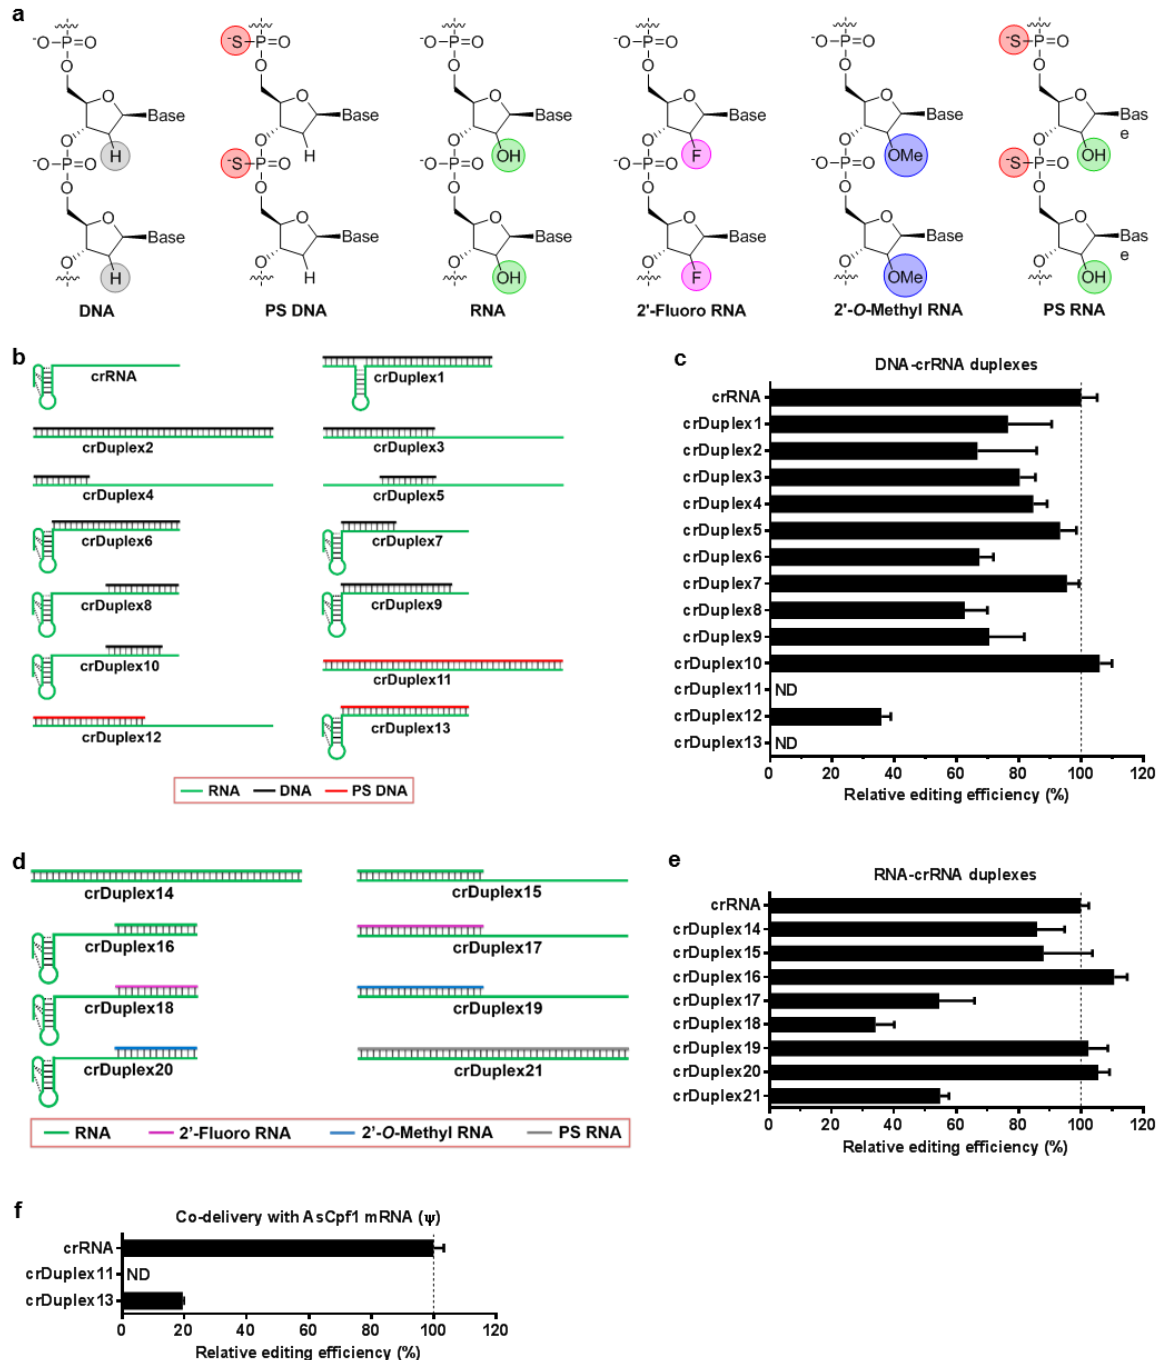 a
⁻O P O ⁻S P O ⁻O P O ⁻O P O ⁻O P O ⁻S P O
O O O O O O
O O O O O O
Base Base Base Base Base Bas
e
O H O H O OH O F O OMe O OH
⁻O P O ⁻S P O ⁻O P O ⁻O P O ⁻O P O ⁻S P O
O O O O O O
O O O O O O
Base Base Base Base Base Bas
e
O H O H O OH O F O OMe O OH
DNA PS DNA RNA 2'-Fluoro RNA 2'-O-Methyl RNA PS RNA
b
crRNA
crDuplex1
crDuplex2
crDuplex3
crDuplex4
crDuplex5
crDuplex6
crDuplex7
crDuplex8
crDuplex9
crDuplex10
crDuplex11
crDuplex12
crDuplex13
RNA DNA PS DNA
c
DNA-crRNA duplexes
crRNA
crDuplex1
crDuplex2
crDuplex3
crDuplex4
crDuplex5
crDuplex6
crDuplex7
crDuplex8
crDuplex9
crDuplex10
crDuplex11 ND
crDuplex12
crDuplex13 ND
0 20 40 60 80 100 120
Relative editing efficiency (%)
d
crDuplex14
crDuplex15
crDuplex16
crDuplex17
crDuplex18
crDuplex19
crDuplex20
crDuplex21
RNA 2'-Fluoro RNA 2'-O-Methyl RNA PS RNA
e
RNA-crRNA duplexes
crRNA
crDuplex14
crDuplex15
crDuplex16
crDuplex17
crDuplex18
crDuplex19
crDuplex20
crDuplex21
0 20 40 60 80 100 120
Relative editing efficiency (%)
f
Co-delivery with AsCpf1 mRNA (ψ)
crRNA
crDuplex11 ND
crDuplex13
0 20 40 60 80 100 120
Relative editing efficiency (%)